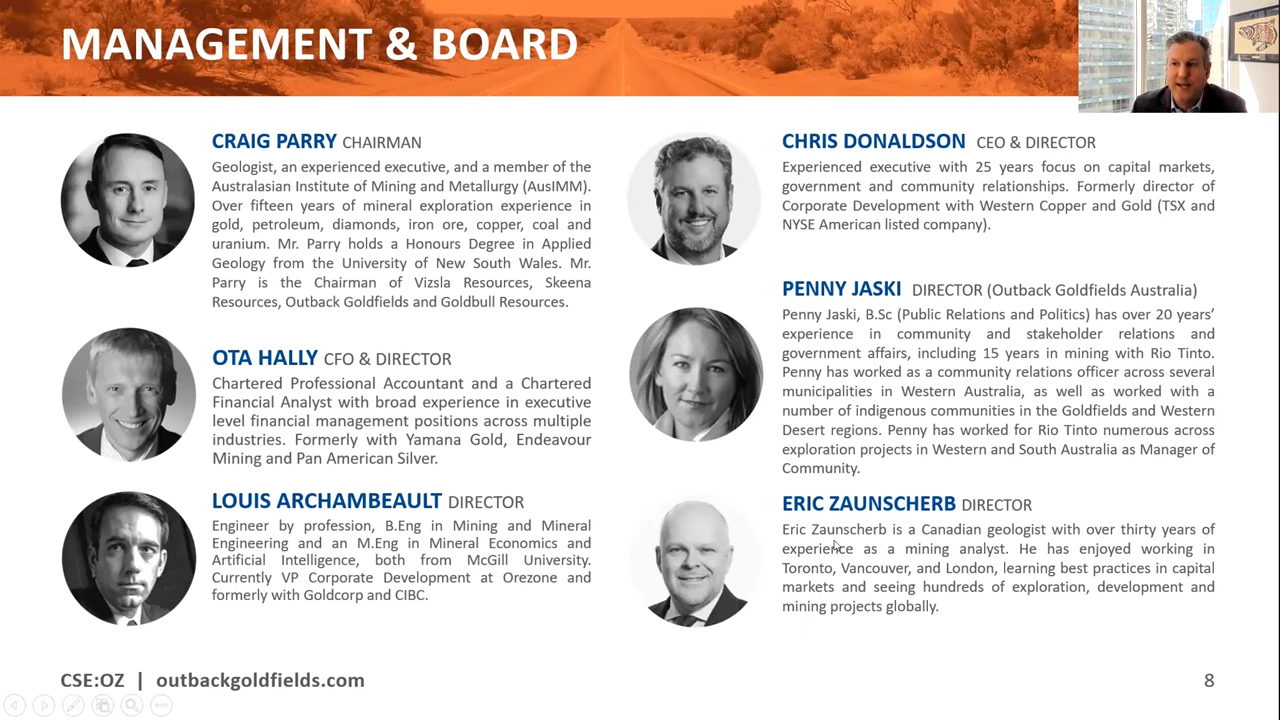 MANAGEMENT & BOARD
CRAIG PARRY CHAIRMAN
Geologist, an experienced executive, and a member of the
Australasian Institute of Mining and Metallurgy (AusIMM).
Over fifteen years of mineral exploration experience in
gold, petroleum, diamonds, iron ore, copper, coal and
uranium. Mr. Parry holds a Honours Degree in Applied
Geology from the University of New South Wales. Mr.
Parry is the Chairman of Vizsla Resources, Skeena
Resources, Outback Goldfields and Goldbull Resources.
OTA HALLY CFO & DIRECTOR
Chartered Professional Accountant and a Chartered
Financial Analyst with broad experience in executive
level financial management positions across multiple
industries. Formerly with Yamana Gold, Endeavour
Mining and Pan American Silver.
LOUIS ARCHAMBEAULT DIRECTOR
Engineer by profession, B.Eng in Mining and Mineral
Engineering and an M.Eng in Mineral Economics and
Artificial Intelligence, both from McGill University.
Currently VP Corporate Development at Orezone and
formerly with Goldcorp and CIBC.
CHRIS DONALDSON CEO & DIRECTOR
Experienced executive with 25 years focus on capital markets,
government and community relationships. Formerly director of
Corporate Development with Western Copper and Gold (TSX and
NYSE American listed company).
PENNY JASKI DIRECTOR (Outback Goldfields Australia)
Penny Jaski, B.Sc (Public Relations and Politics) has over 20 years’
experience in community and stakeholder relations and
government affairs, including 15 years in mining with Rio Tinto.
Penny has worked as a community relations officer across several
municipalities in Western Australia, as well as worked with a
number of indigenous communities in the Goldfields and Western
Desert regions. Penny has worked for Rio Tinto numerous across
exploration projects in Western and South Australia as Manager of
Community.
ERIC ZAUNSCHERB DIRECTOR
Eric Zaunscherb is a Canadian geologist with over thirty years of
experience as a mining analyst. He has enjoyed working in
Toronto, Vancouver, and London, learning best practices in capital
markets and seeing hundreds of exploration, development and
mining projects globally.
CSE:OZ | outbackgoldfields.com
8